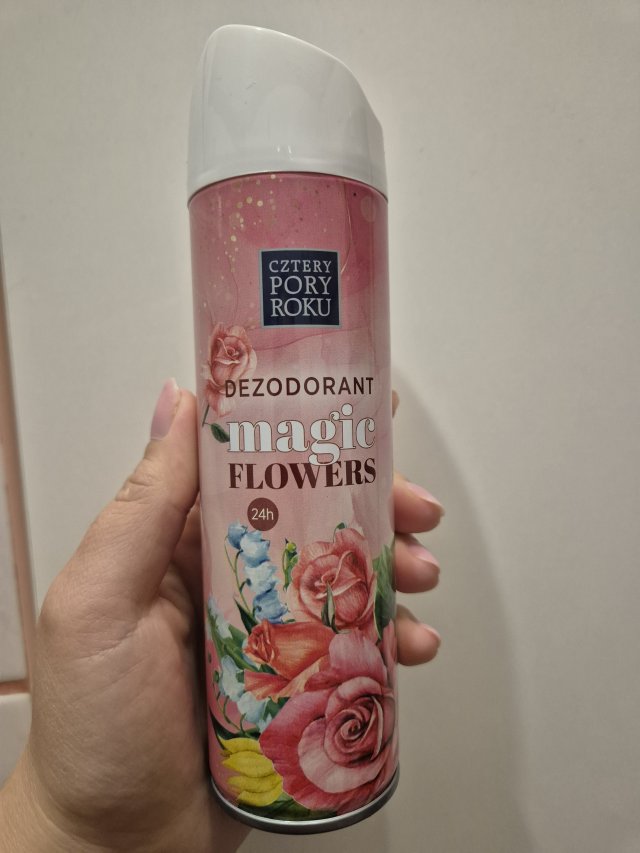 CZTERY
PORY
ROKU
DEZODORANT
magic
FLOWERS
24h